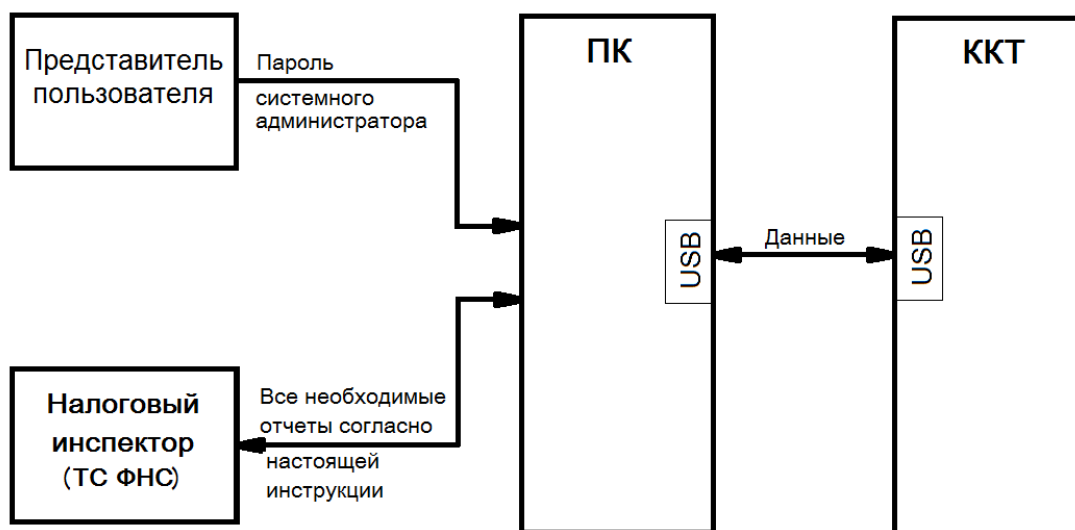 Представитель
пользователя
Пароль
системного
администратора
ПК
ККТ
USB
Данные
USB
Налоговый
инспектор
(ТС ФНС)
Все необходимые
отчеты согласно
настоящей
инструкции